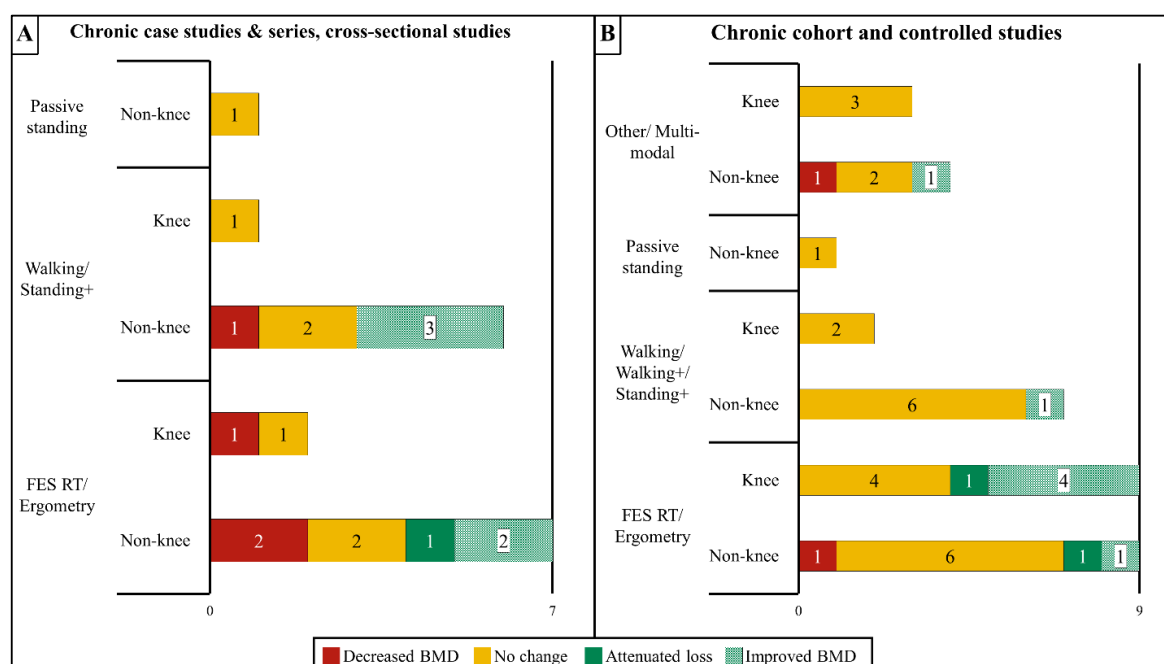 A
Chronic case studies & series, cross-sectional studies
Passive
standing
Non-knee
1
Walking/
Standing+
Knee
1
Non-knee
1 2 3
FES RT/
Ergometry
Knee
1 1
Non-knee
2 2 1 2
0 7
B
Chronic cohort and controlled studies
Other/ Multi-
modal
Knee
3
Non-knee
1 2 1
Passive
standing
Non-knee
1
Walking/
Walking+/
Standing+
Knee
2
Non-knee
6 1
FES RT/
Ergometry
Knee
4 1 4
Non-knee
1 6 1 1
0 9
Decreased BMD No change Attenuated loss Improved BMD